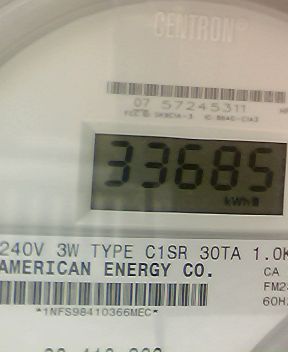 CENTRON®
07 57245311
33685
kWh
240V 3W TYPE C1SR 30TA 1.0K
AMERICAN ENERGY CO.
CA
FM2
60H
*1NFS98410366MEC*